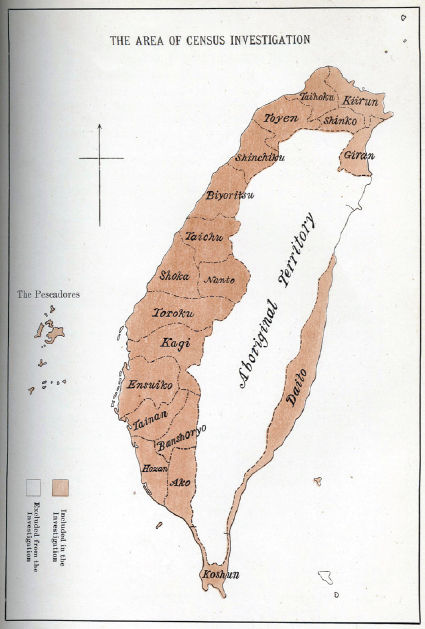 THE AREA OF CENSUS INVESTIGATION
Taihoku
Kiirun
Toyen
Shinko
Shinchiku
Giran
Biyoritsu
Taichu
Aboriginal Territory
Shoka
Nanto
The Pescadores
Toroku
Kagi
Ensuiko
Daito
Tainan
Banshoryo
Hozan
Ako
Koshun
Included in the
Investigation
Excluded from the
Investigation